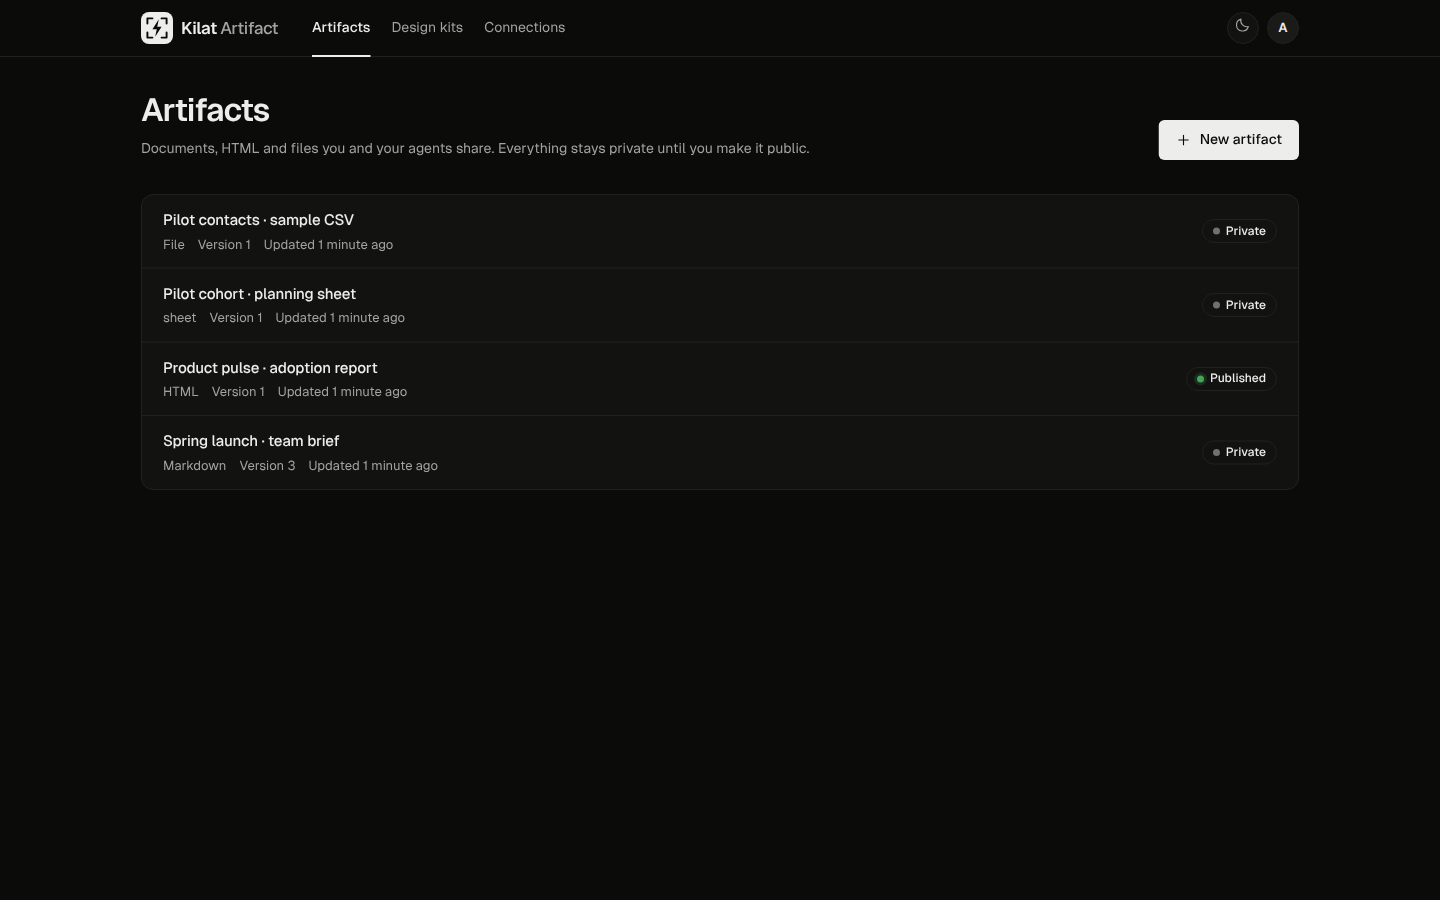 Kilat Artifact
Artifacts
Design kits
Connections
A
Artifacts
Documents, HTML and files you and your agents share. Everything stays private until you make it public.
New artifact
Pilot contacts · sample CSV
File Version 1 Updated 1 minute ago
Private
Pilot cohort · planning sheet
sheet Version 1 Updated 1 minute ago
Private
Product pulse · adoption report
HTML Version 1 Updated 1 minute ago
Published
Spring launch · team brief
Markdown Version 3 Updated 1 minute ago
Private